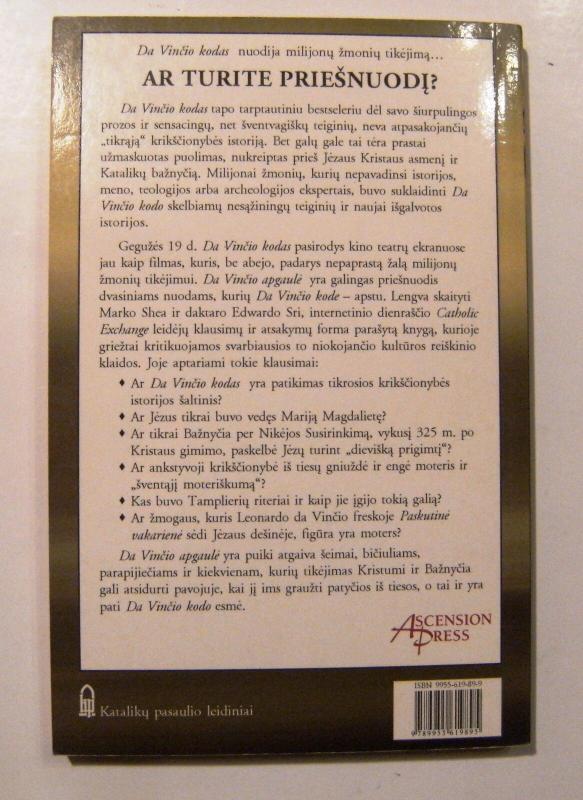 Da Vinčio kodas nuodija milijonų žmonių tikėjimą...
AR TURITE PRIEŠNUODĮ?
Da Vinčio kodas tapo tarptautiniu bestseleriu dėl savo šiurpulingos
prozos ir sensacingų, net šventvagiškų teiginių, neva atpasakojančių
„tikrąją“ krikščionybės istoriją. Bet galų gale tai tėra prastai
užmaskuotas puolimas, nukreiptas prieš Jėzaus Kristaus asmenį ir
Katalikų bažnyčią. Milijonai žmonių, kurių nepavadinsi istorijos,
meno, teologijos arba archeologijos ekspertais, buvo suklaidinti Da
Vinčio kodo skelbiamų nesąžiningų teiginių ir naujai išgalvotos
istorijos.
Gegužės 19 d. Da Vinčio kodas pasirodys kino teatrų ekranuose
jau kaip filmas, kuris, be abejo, padarys nepaprastą žalą milijonų
žmonių tikėjimui. Da Vinčio apgaulė yra galingas priešnuodis
dvasiniams nuodams, kurių Da Vinčio kode – apstu. Lengva skaityti
Marko Shea ir daktaro Edwardo Sri, internetinio dienraščio Catholic
Exchange leidėjų klausimų ir atsakymų forma parašytą knygą, kurioje
griežtai kritikuojamos svarbiausios to niokojančio kultūros reiškinio
klaidos. Joje aptariami tokie klausimai:
♦ Ar Da Vinčio kodas yra patikimas tikrosios krikščionybės
istorijos šaltinis?
♦ Ar Jėzus tikrai buvo vedęs Mariją Magdalietę?
♦ Ar tikrai Bažnyčia per Nikėjos Susirinkimą, vykusį 325 m. po
Kristaus gimimo, paskelbė Jėzų turint „dievišką prigimtį“?
♦ Ar ankstyvoji krikščionybė iš tiesų gniuždė ir engė moteris ir
„šventąjį moteriškumą“?
♦ Kas buvo Tamplierių riteriai ir kaip jie įgijo tokią galią?
♦ Ar žmogaus, kuris Leonardo da Vinčio freskoje Paskutinė
vakarienė sėdi Jėzaus dešinėje, figūra yra moters?
Da Vinčio apgaulė yra puiki atgaiva šeimai, bičiuliams,
parapijiečiams ir kiekvienam, kurių tikėjimas Kristumi ir Bažnyčia
gali atsidurti pavojuje, kai jį ims graužti patyčios iš tiesos, o tai ir yra
pati Da Vinčio kodo esmė.
ASCENSION
PRESS
ISBN 9955-619-89-9
9 789955 619895
Katalikų pasaulio leidiniai